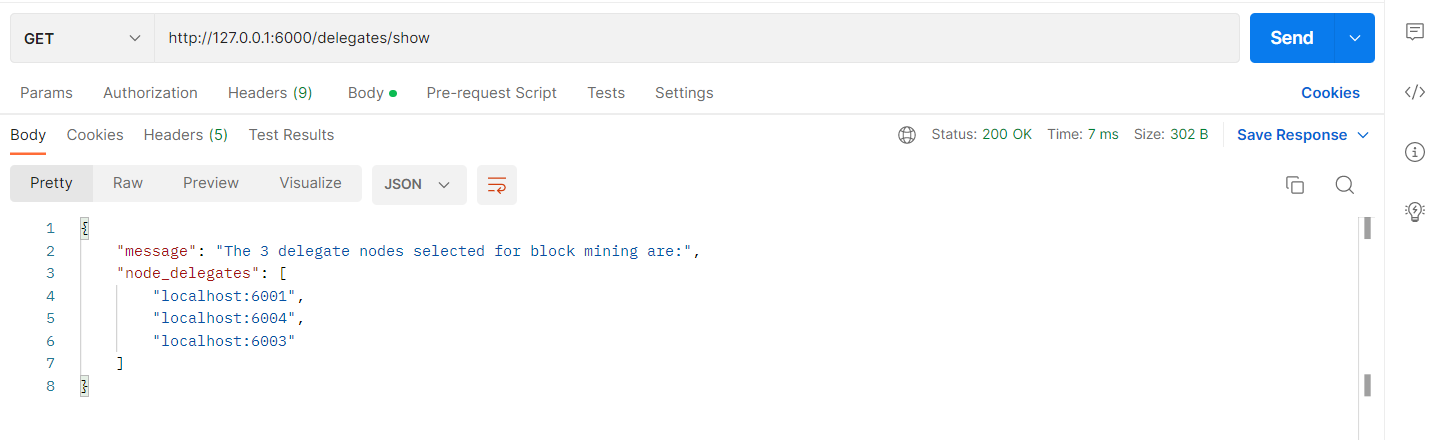 GET http://127.0.0.1:6000/delegates/show Send
Params Authorization Headers (9) Body Pre-request Script Tests Settings Cookies
Body Cookies Headers (5) Test Results Status: 200 OK Time: 7 ms Size: 302 B Save Response
Pretty Raw Preview Visualize JSON
1 {
2 "message": "The 3 delegate nodes selected for block mining are:",
3 "node_delegates": [
4 "localhost:6001",
5 "localhost:6004",
6 "localhost:6003"
7 ]
8 }